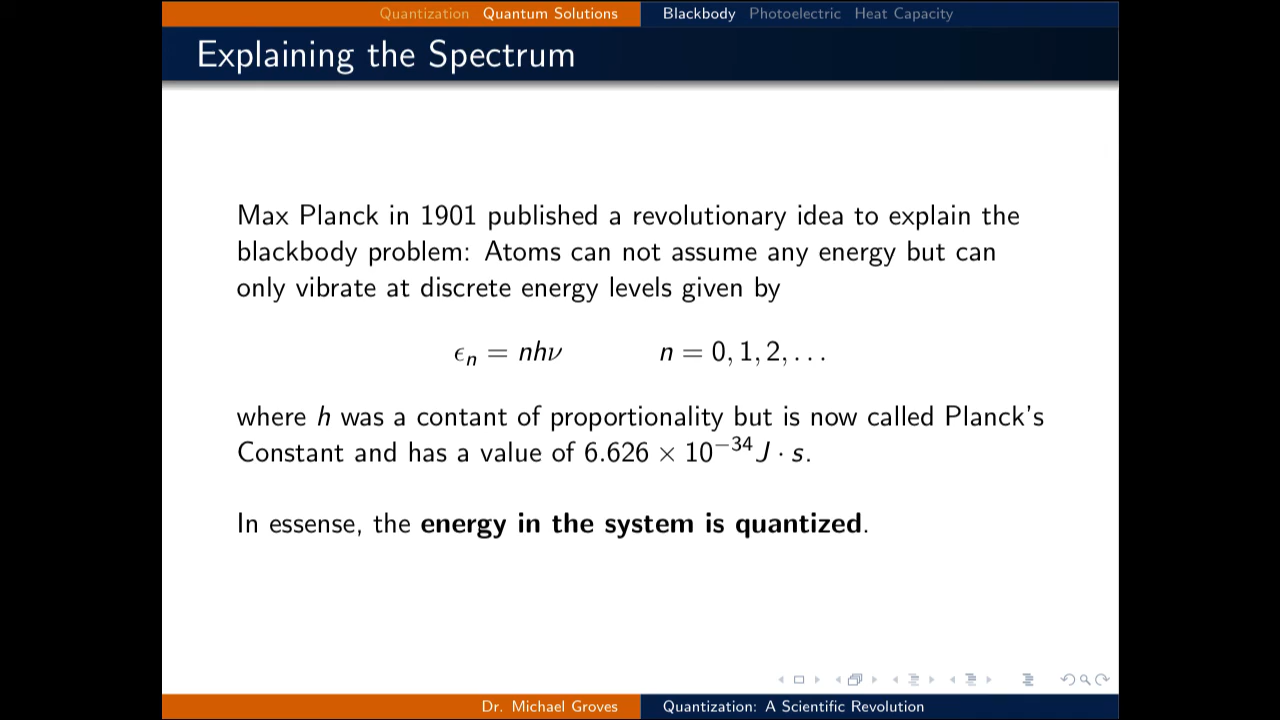 Quantization Quantum Solutions Blackbody Photoelectric Heat Capacity
Explaining the Spectrum
Max Planck in 1901 published a revolutionary idea to explain the
blackbody problem: Atoms can not assume any energy but can
only vibrate at discrete energy levels given by
ϵₙ = nhν n = 0, 1, 2, . . .
where h was a contant of proportionality but is now called Planck's
Constant and has a value of 6.626 × 10⁻³⁴ J · s.
In essense, the energy in the system is quantized.
Dr. Michael Groves Quantization: A Scientific Revolution